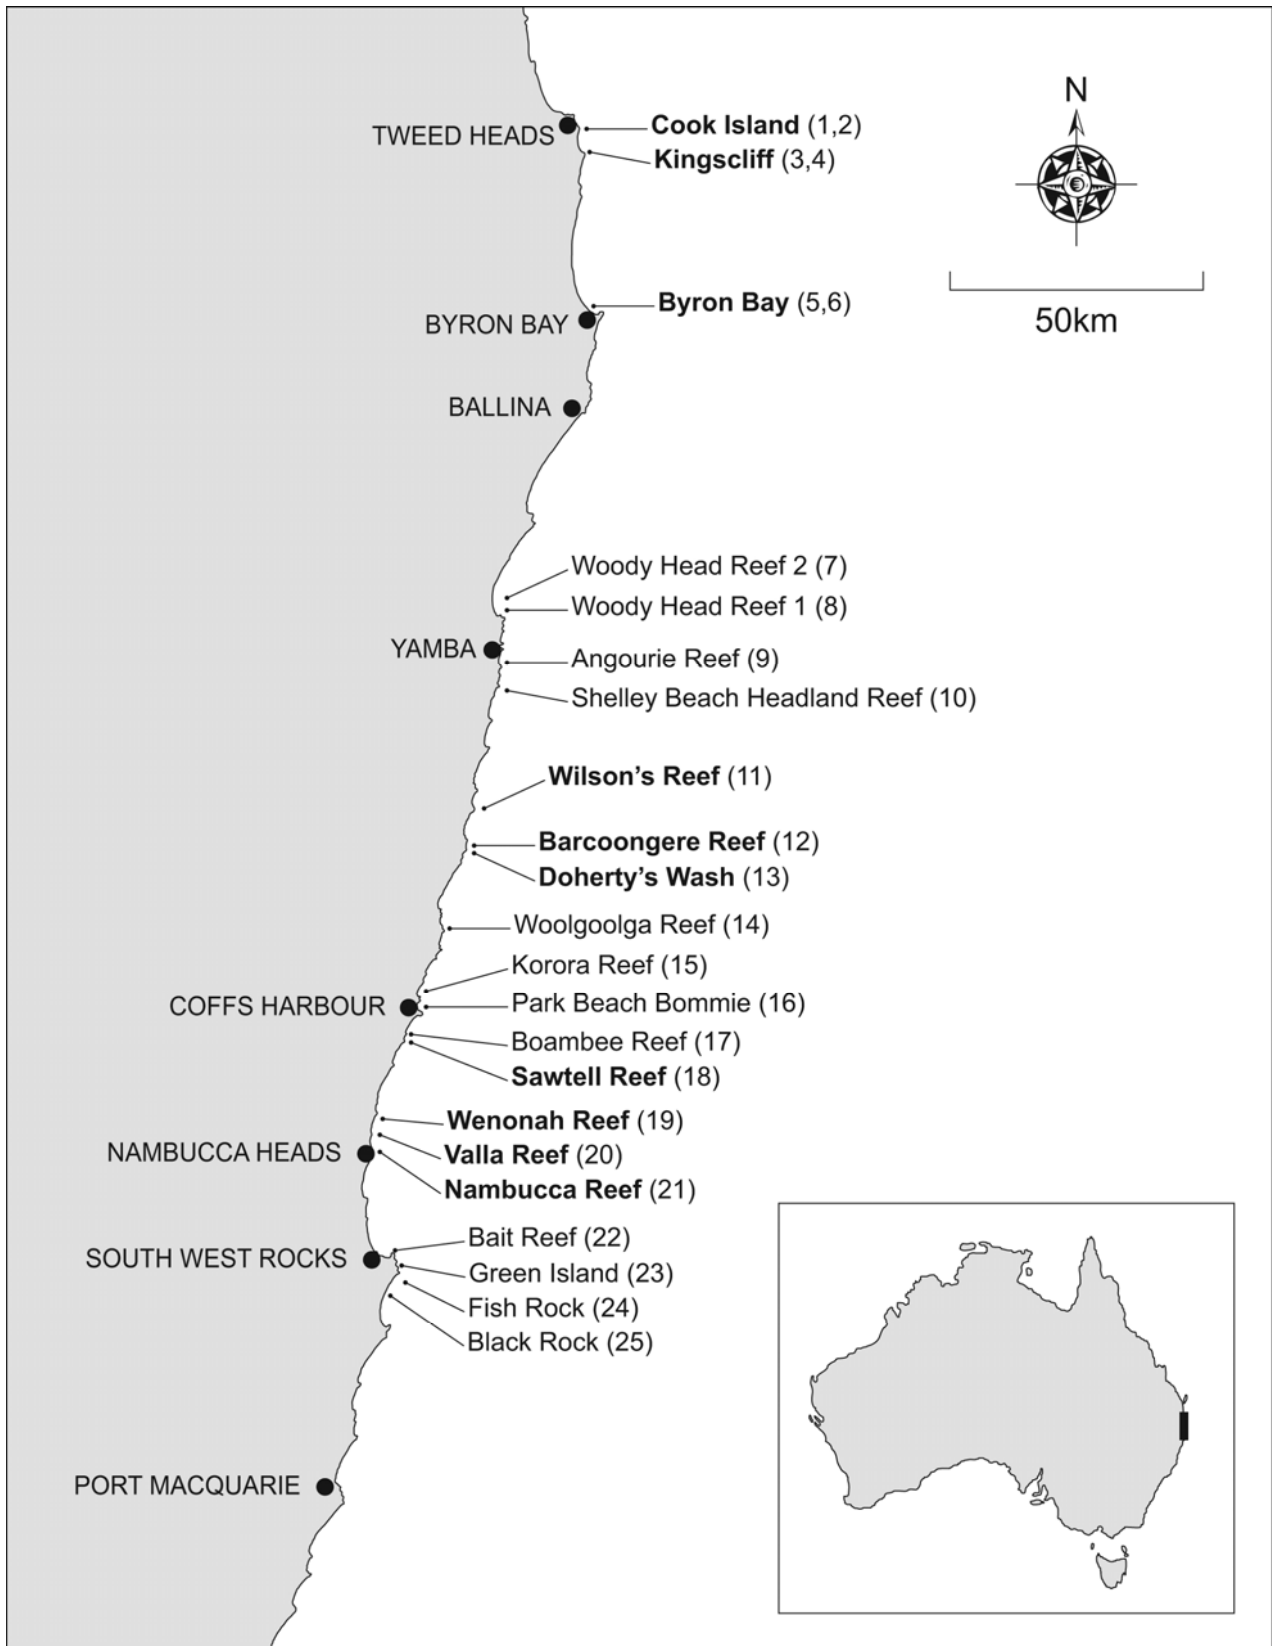 N
TWEED HEADS
Cook Island (1,2)
Kingscliff (3,4)
Byron Bay (5,6)
50km
BYRON BAY
BALLINA
Woody Head Reef 2 (7)
Woody Head Reef 1 (8)
YAMBA
Angourie Reef (9)
Shelley Beach Headland Reef (10)
Wilson’s Reef (11)
Barcoongere Reef (12)
Doherty’s Wash (13)
Woolgoolga Reef (14)
Korora Reef (15)
COFFS HARBOUR
Park Beach Bommie (16)
Boambee Reef (17)
Sawtell Reef (18)
Wenonah Reef (19)
NAMBUCCA HEADS
Valla Reef (20)
Nambucca Reef (21)
Bait Reef (22)
SOUTH WEST ROCKS
Green Island (23)
Fish Rock (24)
Black Rock (25)
PORT MACQUARIE